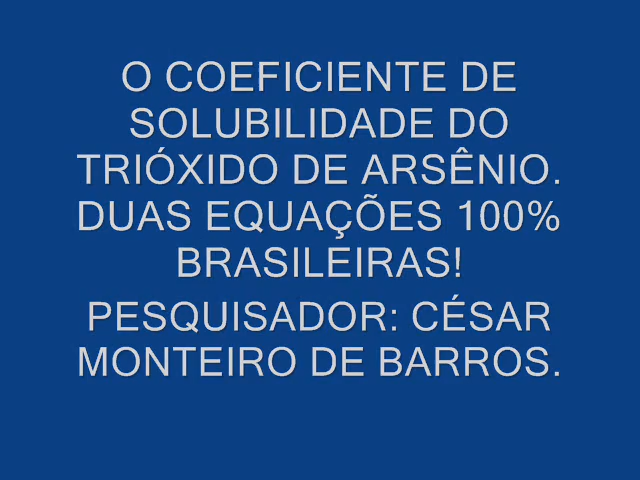 O COEFICIENTE DE
SOLUBILIDADE DO
TRIÓXIDO DE ARSÊNIO.
DUAS EQUAÇÕES 100%
BRASILEIRAS!
PESQUISADOR: CÉSAR
MONTEIRO DE BARROS.